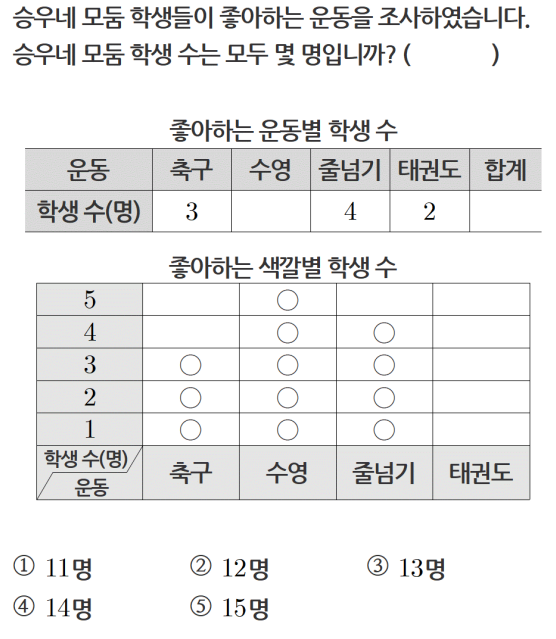 승우네 모둠 학생들이 좋아하는 운동을 조사하였습니다.
승우네 모둠 학생 수는 모두 몇 명입니까? ( )
좋아하는 운동별 학생 수
운동 축구 수영 줄넘기 태권도 합계
학생 수(명) 3 4 2
좋아하는 색깔별 학생 수
5 ○
4 ○ ○
3 ○ ○ ○
2 ○ ○ ○
1 ○ ○ ○
학생 수(명)
운동 축구 수영 줄넘기 태권도
① 11명 ② 12명 ③ 13명
④ 14명 ⑤ 15명